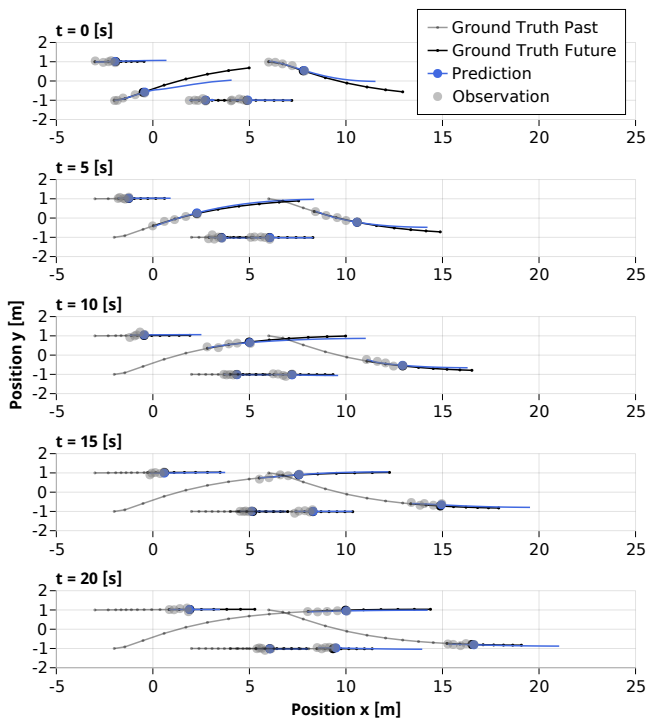 t = 0 [s]
Ground Truth Past
Ground Truth Future
Prediction
Observation
2
1
0
-1
-2
-5 0 5 10 15 20 25
t = 5 [s]
2
1
0
-1
-2
-5 0 5 10 15 20 25
t = 10 [s]
2
1
0
-1
-2
-5 0 5 10 15 20 25
Position y [m]
t = 15 [s]
2
1
0
-1
-2
-5 0 5 10 15 20 25
t = 20 [s]
2
1
0
-1
-2
-5 0 5 10 15 20 25
Position x [m]